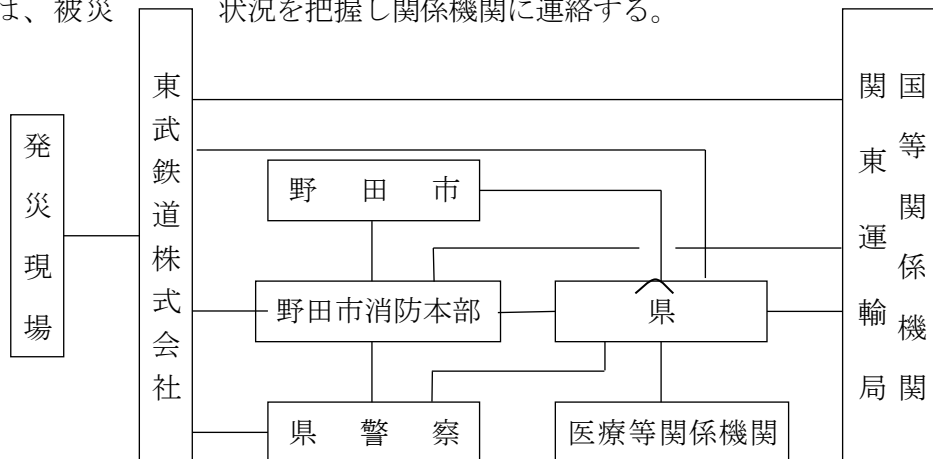 は、被災 状況を把握し関係機関に連絡する。
発災現場
東武鉄道株式会社
野田市
野田市消防本部
県警察
県
医療等関係機関
国等関係機関
関東運輸局